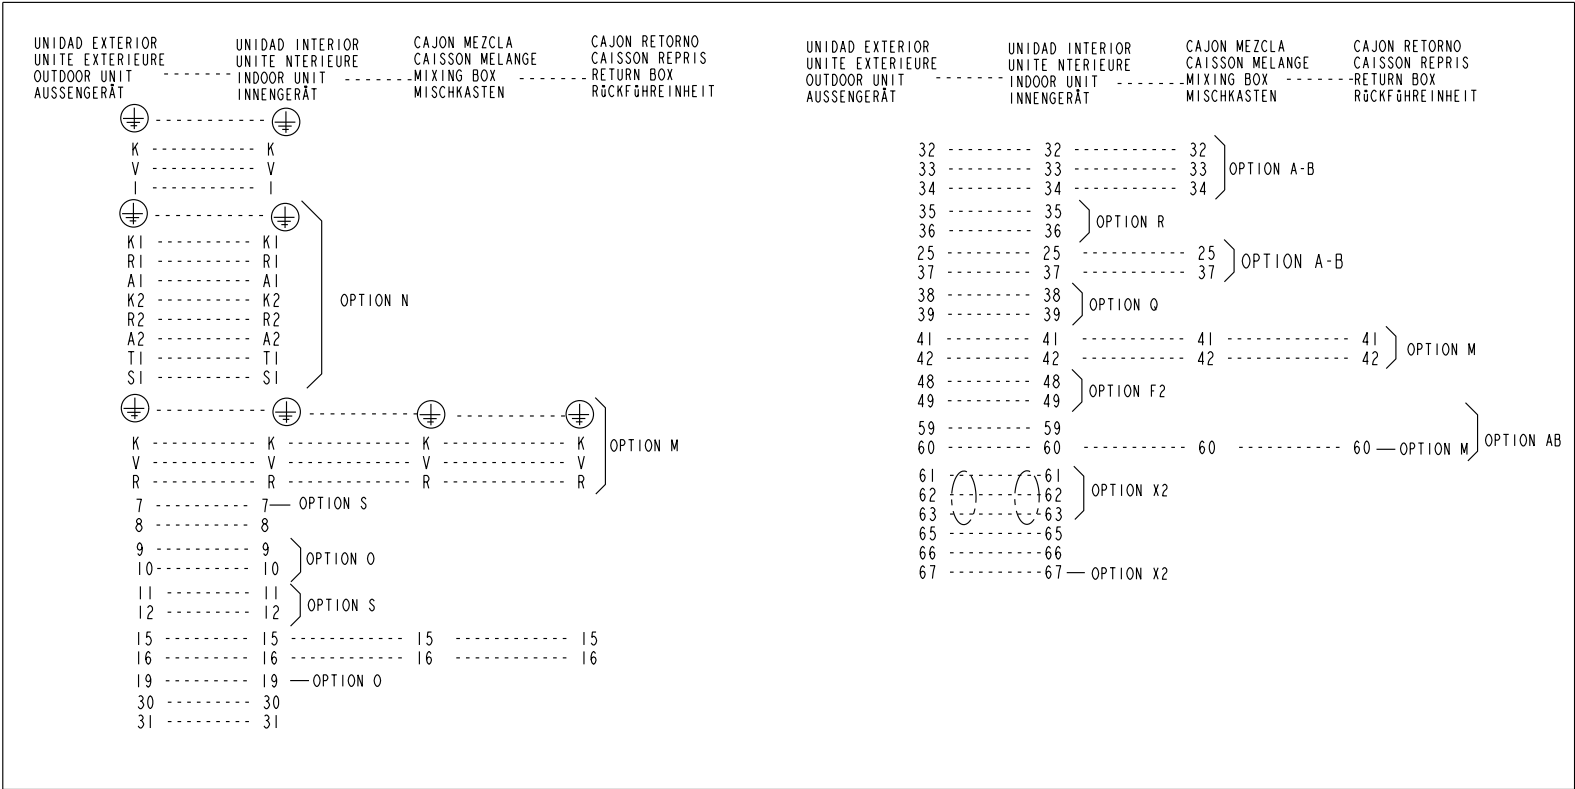 UNIDAD EXTERIOR
UNITE EXTERIEURE
OUTDOOR UNIT
AUSSENGERÄT
UNIDAD INTERIOR
UNITE NTERIEURE
INDOOR UNIT
INNENGERÄT
CAJON MEZCLA
CAISSON MELANGE
MIXING BOX
MISCHKASTEN
CAJON RETORNO
CAISSON REPRIS
RETURN BOX
RÜCKFÜHREINHEIT
K K
V V
I I
K1 K1
R1 R1
A1 A1
K2 K2
R2 R2
A2 A2
T1 T1
S1 S1
OPTION N
K K K K
V V V V
R R R R
OPTION M
7 7 OPTION S
8 8
9 9
10 10
OPTION O
11 11
12 12
OPTION S
15 15 15 15
16 16 16 16
19 19 OPTION O
30 30
31 31
UNIDAD EXTERIOR
UNITE EXTERIEURE
OUTDOOR UNIT
AUSSENGERÄT
UNIDAD INTERIOR
UNITE NTERIEURE
INDOOR UNIT
INNENGERÄT
CAJON MEZCLA
CAISSON MELANGE
MIXING BOX
MISCHKASTEN
CAJON RETORNO
CAISSON REPRIS
RETURN BOX
RÜCKFÜHREINHEIT
32 32 32
33 33 33
34 34 34
OPTION A-B
35 35
36 36
OPTION R
25 25 25
37 37 37
OPTION A-B
38 38
39 39
OPTION Q
41 41 41 41
42 42 42 42
OPTION M
48 48
49 49
OPTION F2
59 59
60 60 60 60 OPTION M
OPTION AB
61 61
62 62
63 63
OPTION X2
65 65
66 66
67 67 OPTION X2